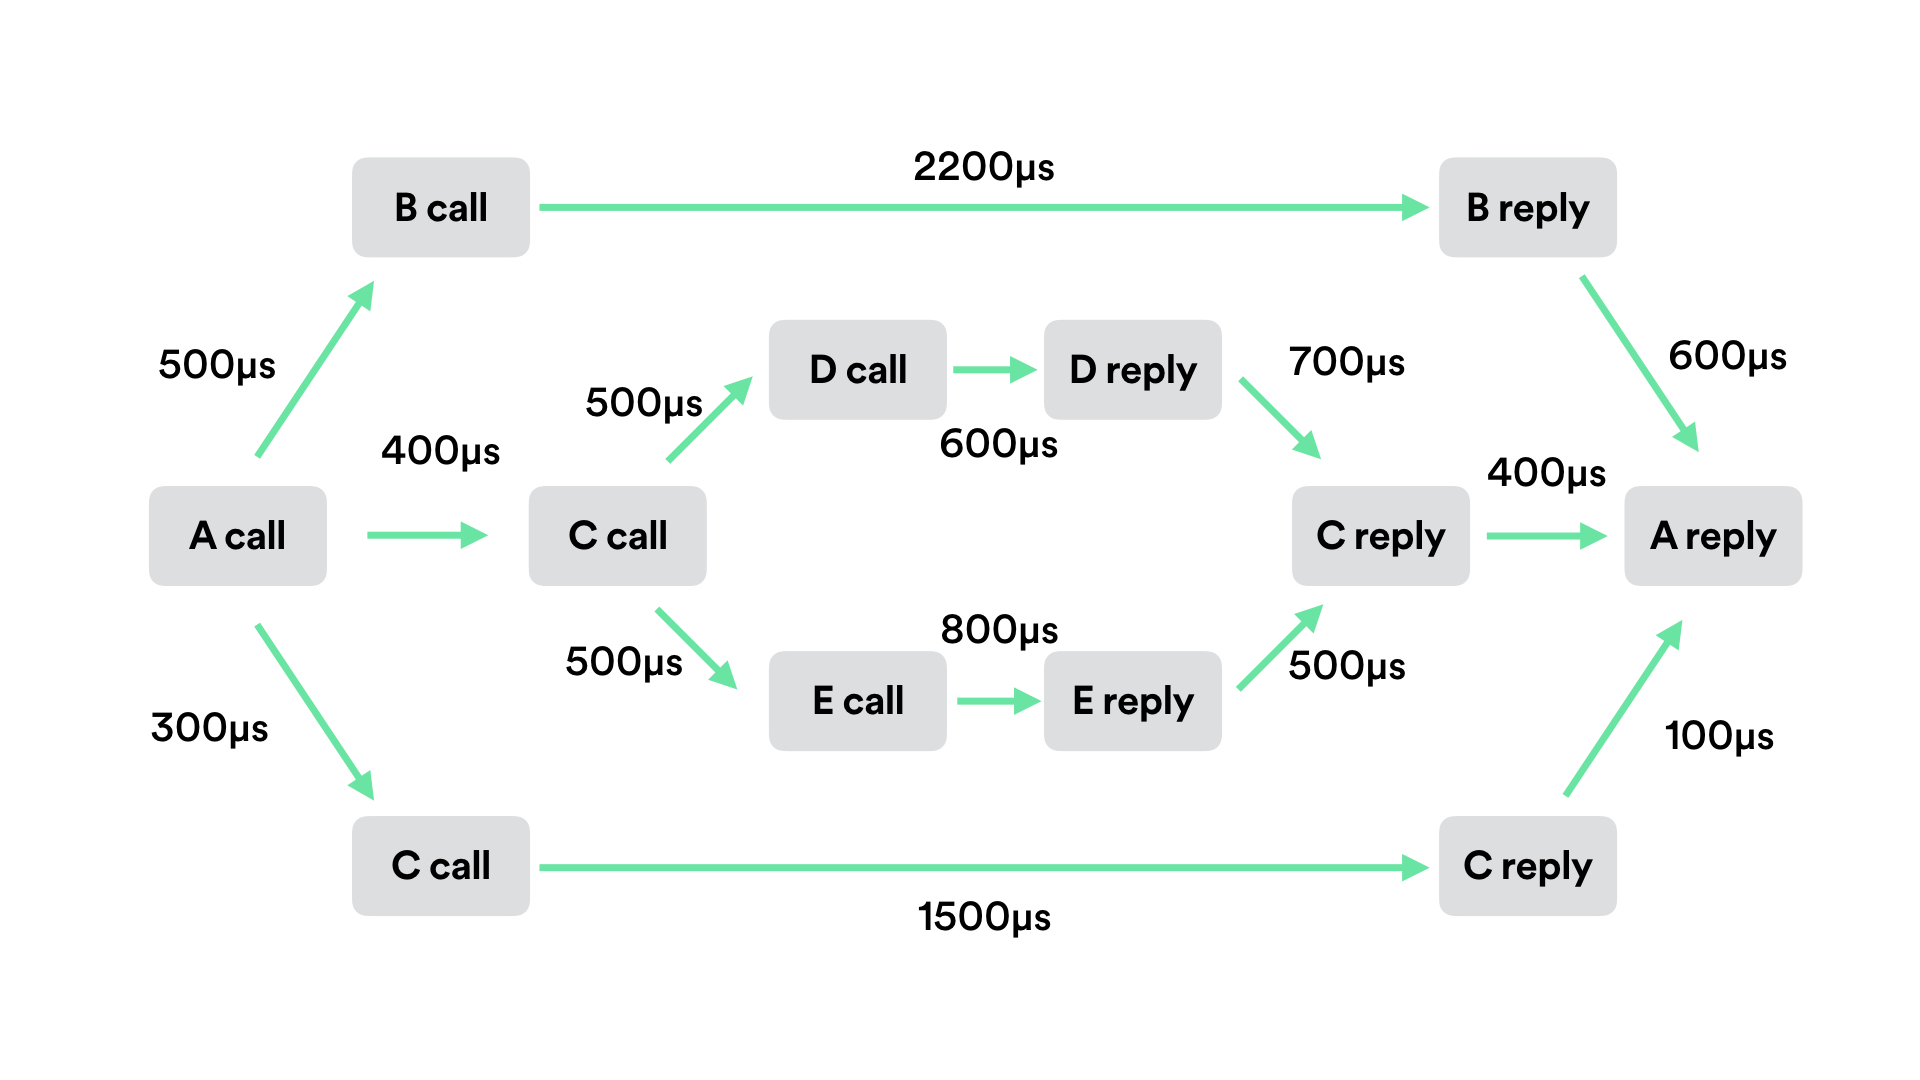 2200µs
B call
B reply
500µs
600µs
D call
D reply
700µs
500µs
600µs
400µs
400µs
A call
C call
C reply
A reply
800µs
500µs
500µs
E call
E reply
300µs
100µs
C call
C reply
1500µs